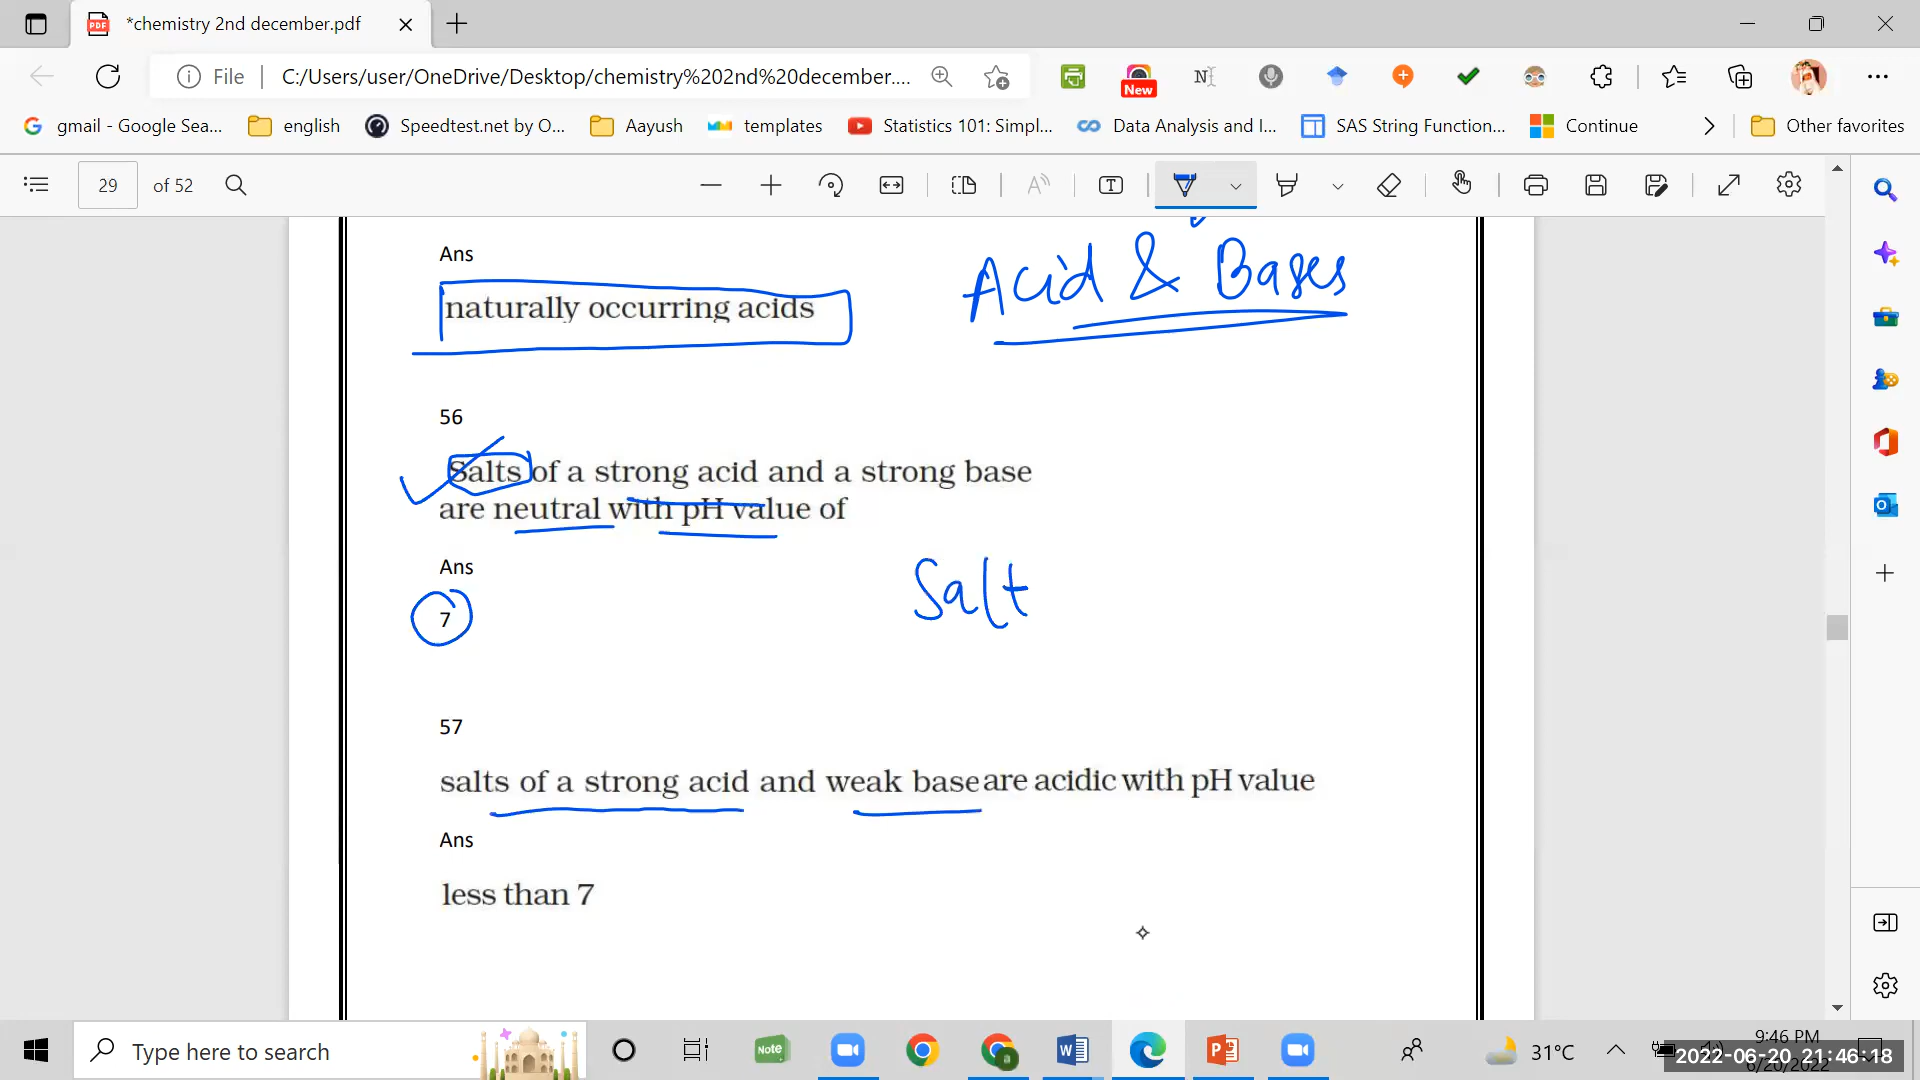 *chemistry 2nd december.pdf
File C:/Users/user/OneDrive/Desktop/chemistry%202nd%20december....
New
gmail - Google Sea... english Speedtest.net by O... Aayush templates Statistics 101: Simpl... Data Analysis and I... SAS String Function... Continue Other favorites
29 of 52
Ans
Acid & Bases
naturally occurring acids
56
Salts of a strong acid and a strong base
are neutral with pH value of
Ans
Salt
7
57
salts of a strong acid and weak base are acidic with pH value
Ans
less than 7
Type here to search
Note
31°C
9:46 PM
2022-06-20 21:46:18